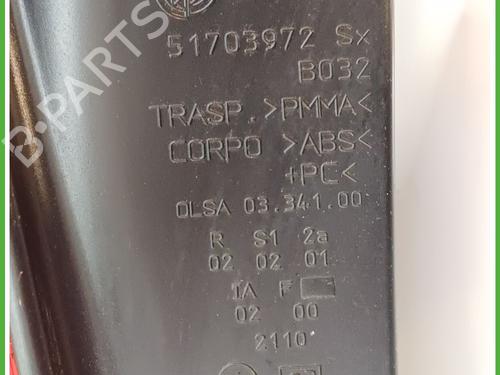 B-PARTS
51703972 Sx
B032
TRASP. >PMMA<
CORPO >ABS<
+PC<
OLSA 03.341.00
R S1 2a
02 02 01
IA F
02 00
2110